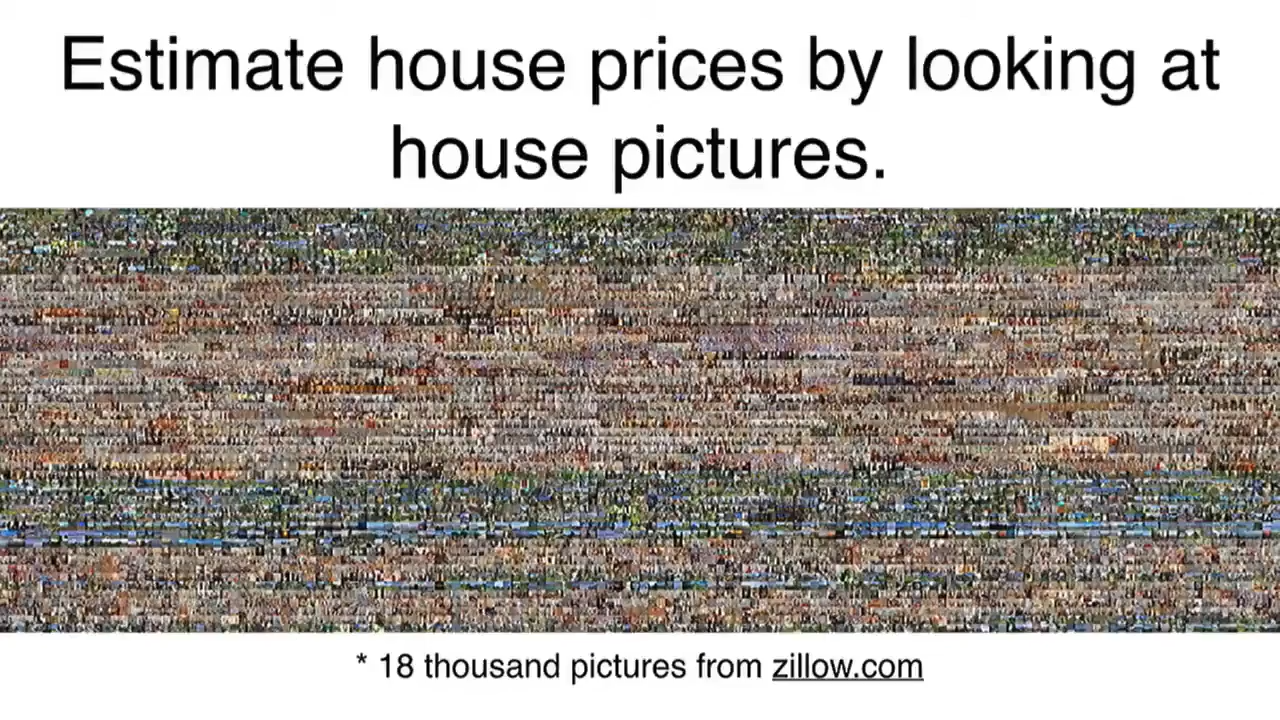 Estimate house prices by looking at
house pictures.
* 18 thousand pictures from zillow.com